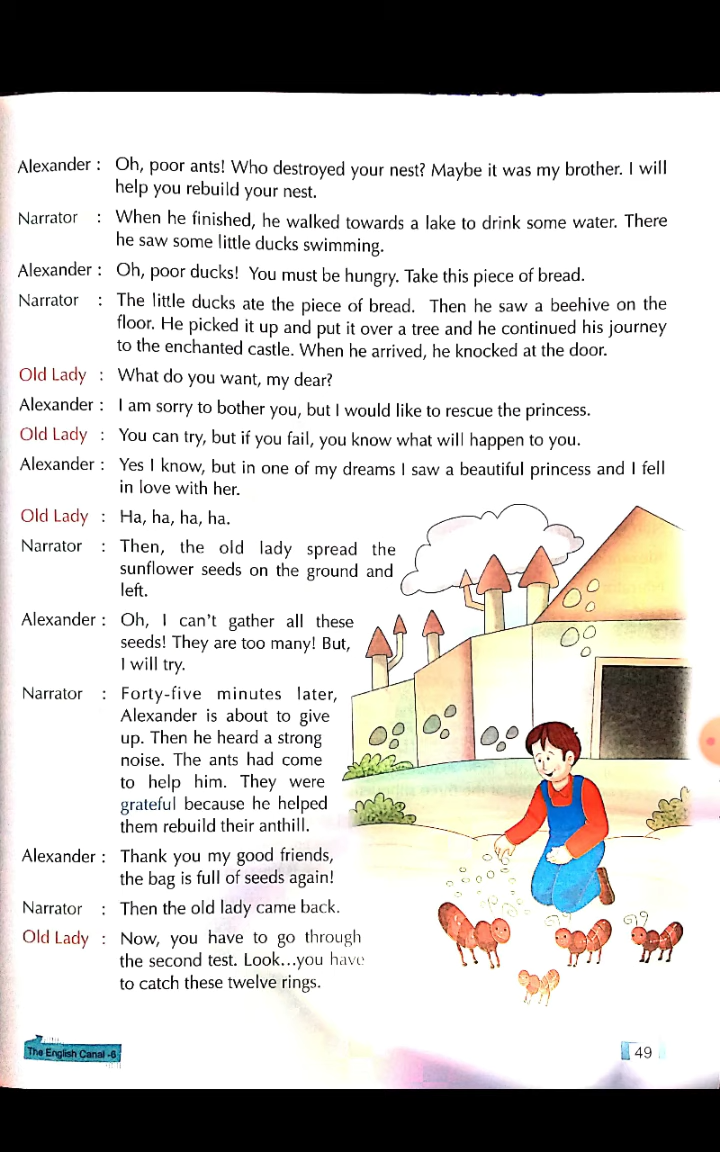 Alexander : Oh, poor ants! Who destroyed your nest? Maybe it was my brother. I will
help you rebuild your nest.
Narrator : When he finished, he walked towards a lake to drink some water. There
he saw some little ducks swimming.
Alexander : Oh, poor ducks! You must be hungry. Take this piece of bread.
Narrator : The little ducks ate the piece of bread. Then he saw a beehive on the
floor. He picked it up and put it over a tree and he continued his journey
to the enchanted castle. When he arrived, he knocked at the door.
Old Lady : What do you want, my dear?
Alexander : I am sorry to bother you, but I would like to rescue the princess.
Old Lady : You can try, but if you fail, you know what will happen to you.
Alexander : Yes I know, but in one of my dreams I saw a beautiful princess and I fell
in love with her.
Old Lady : Ha, ha, ha, ha.
Narrator : Then, the old lady spread the
sunflower seeds on the ground and
left.
Alexander : Oh, I can't gather all these
seeds! They are too many! But,
I will try.
Narrator : Forty-five minutes later,
Alexander is about to give
up. Then he heard a strong
noise. The ants had come
to help him. They were
grateful because he helped
them rebuild their anthill.
Alexander : Thank you my good friends,
the bag is full of seeds again!
Narrator : Then the old lady came back.
Old Lady : Now, you have to go through
the second test. Look...you have
to catch these twelve rings.
The English Canal -6
49